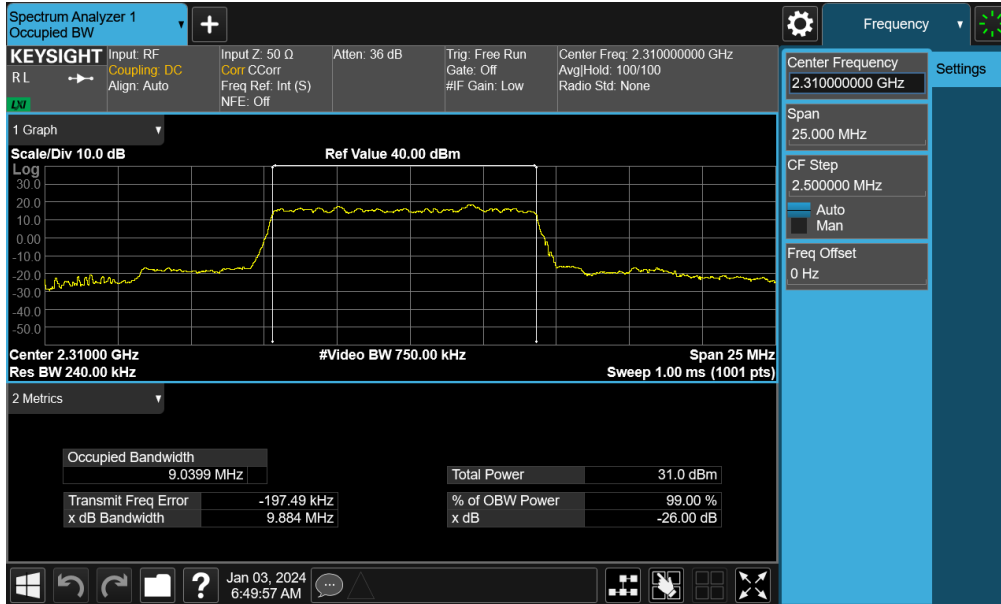 Spectrum Analyzer 1
Occupied BW
Frequency
KEYSIGHT
RL
LXI
Input: RF
Coupling: DC
Align: Auto
Input Z: 50 Ω
Corr CCorr
Freq Ref: Int (S)
NFE: Off
Atten: 36 dB
Trig: Free Run
Gate: Off
#IF Gain: Low
Center Freq: 2.310000000 GHz
Avg|Hold: 100/100
Radio Std: None
1 Graph
Scale/Div 10.0 dB
Ref Value 40.00 dBm
Log
30.0
20.0
10.0
0.00
-10.0
-20.0
-30.0
-40.0
-50.0
Center 2.31000 GHz
#Video BW 750.00 kHz
Span 25 MHz
Res BW 240.00 kHz
Sweep 1.00 ms (1001 pts)
2 Metrics
Occupied Bandwidth
9.0399 MHz
Total Power 31.0 dBm
Transmit Freq Error -197.49 kHz
% of OBW Power 99.00 %
x dB Bandwidth 9.884 MHz
x dB -26.00 dB
Center Frequency
2.310000000 GHz
Settings
Span
25.000 MHz
CF Step
2.500000 MHz
Auto
Man
Freq Offset
0 Hz
?
Jan 03, 2024
6:49:57 AM